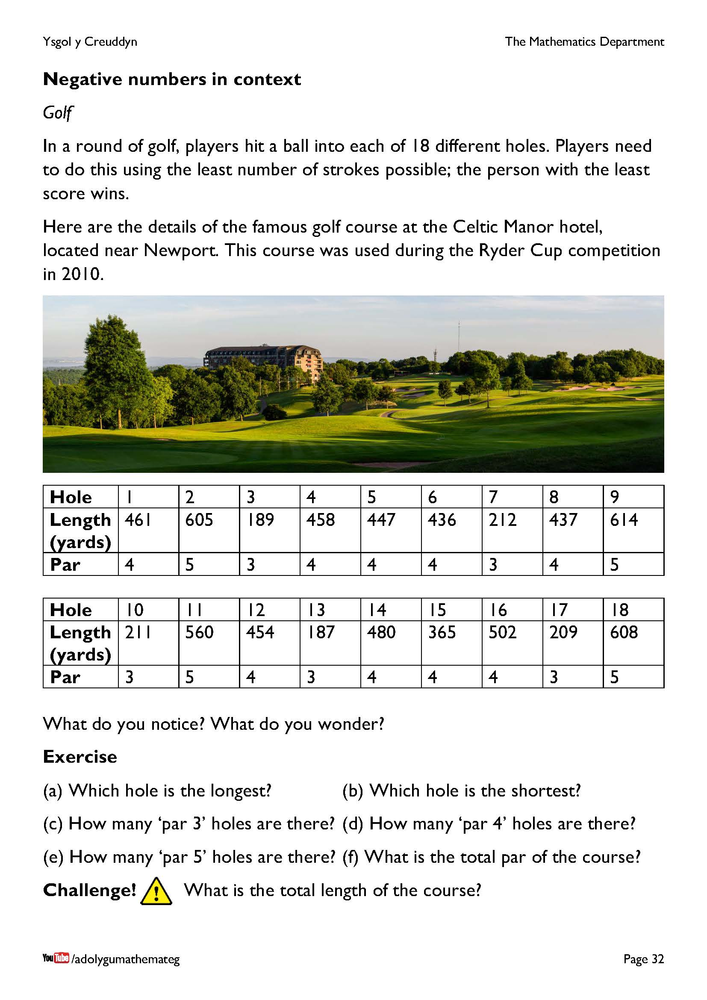 Ysgol y Creuddyn The Mathematics Department
Negative numbers in context
Golf
In a round of golf, players hit a ball into each of 18 different holes. Players need
to do this using the least number of strokes possible; the person with the least
score wins.
Here are the details of the famous golf course at the Celtic Manor hotel,
located near Newport. This course was used during the Ryder Cup competition
in 2010.
Hole 1 2 3 4 5 6 7 8 9
Length 461 605 189 458 447 436 212 437 614
(yards)
Par 4 5 3 4 4 4 3 4 5
Hole 10 11 12 13 14 15 16 17 18
Length 211 560 454 187 480 365 502 209 608
(yards)
Par 3 5 4 3 4 4 4 3 5
What do you notice? What do you wonder?
Exercise
(a) Which hole is the longest? (b) Which hole is the shortest?
(c) How many ‘par 3’ holes are there? (d) How many ‘par 4’ holes are there?
(e) How many ‘par 5’ holes are there? (f) What is the total par of the course?
Challenge! ! What is the total length of the course?
YouTube/adolygumathemateg Page 32